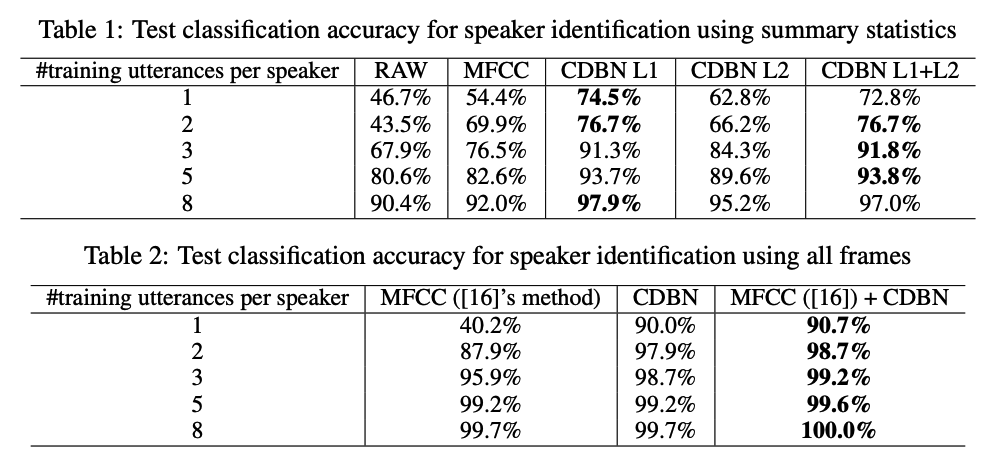 Table 1: Test classification accuracy for speaker identification using summary statistics
#training utterances per speaker RAW MFCC CDBN L1 CDBN L2 CDBN L1+L2
1 46.7% 54.4% 74.5% 62.8% 72.8%
2 43.5% 69.9% 76.7% 66.2% 76.7%
3 67.9% 76.5% 91.3% 84.3% 91.8%
5 80.6% 82.6% 93.7% 89.6% 93.8%
8 90.4% 92.0% 97.9% 95.2% 97.0%
Table 2: Test classification accuracy for speaker identification using all frames
#training utterances per speaker MFCC ([16]'s method) CDBN MFCC ([16]) + CDBN
1 40.2% 90.0% 90.7%
2 87.9% 97.9% 98.7%
3 95.9% 98.7% 99.2%
5 99.2% 99.2% 99.6%
8 99.7% 99.7% 100.0%